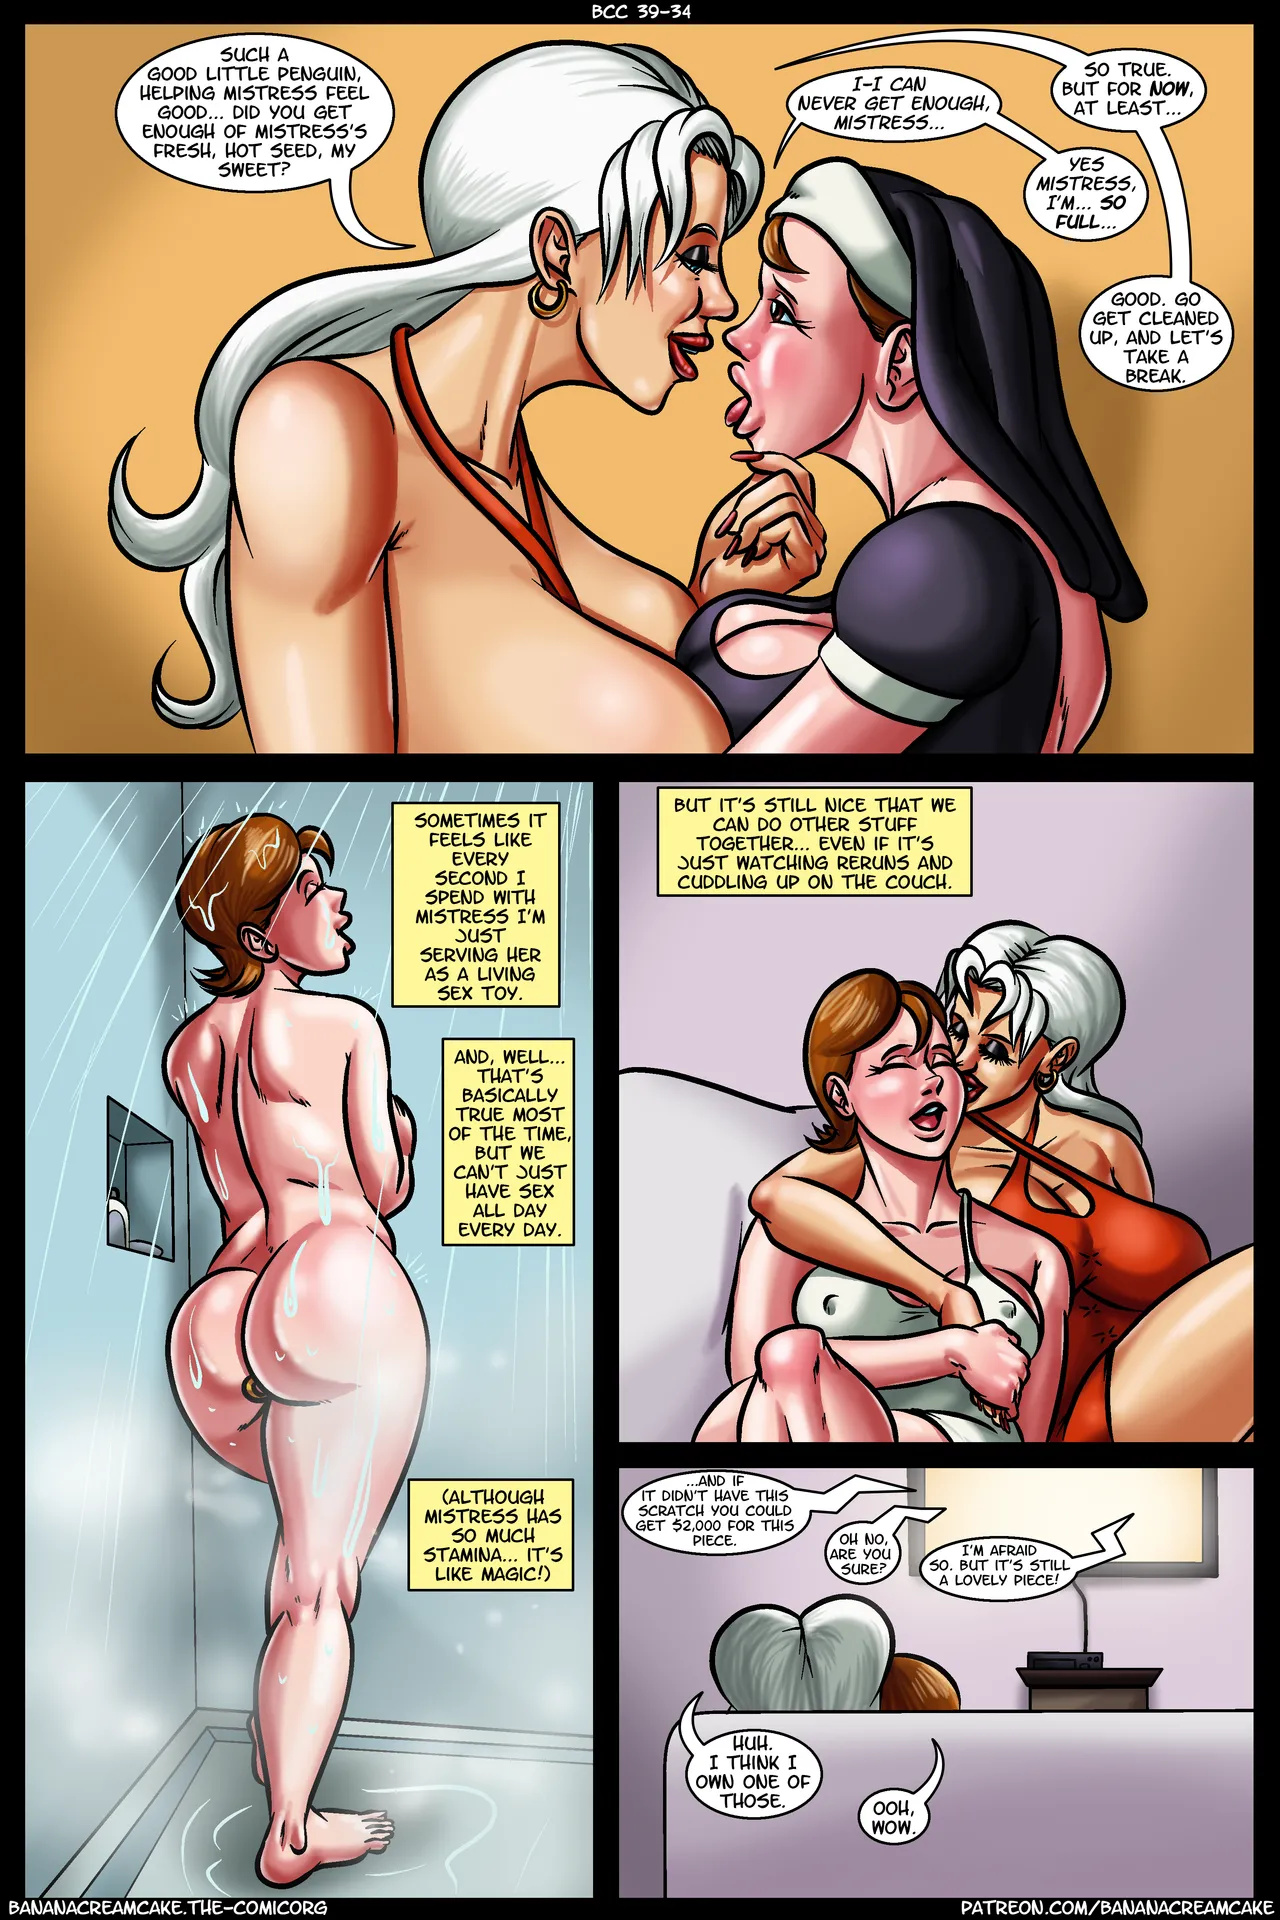 BCC 39-34
SUCH A
GOOD LITTLE PENGUIN,
HELPING MISTRESS FEEL
GOOD... DID YOU GET
ENOUGH OF MISTRESS'S
FRESH, HOT SEED, MY
SWEET?
I-I CAN
NEVER GET ENOUGH,
MISTRESS...
SO TRUE.
BUT FOR NOW,
AT LEAST...
YES
MISTRESS,
I'M... SO
FULL...
GOOD. GO
GET CLEANED
UP, AND LET'S
TAKE A
BREAK.
SOMETIMES IT
FEELS LIKE
EVERY
SECOND I
SPEND WITH
MISTRESS I'M
JUST
SERVING HER
AS A LIVING
SEX TOY.
AND, WELL...
THAT'S
BASICALLY
TRUE MOST
OF THE TIME,
BUT WE
CAN'T JUST
HAVE SEX
ALL DAY
EVERY DAY.
(ALTHOUGH
MISTRESS HAS
SO MUCH
STAMINA... IT'S
LIKE MAGIC!)
BUT IT'S STILL NICE THAT WE
CAN DO OTHER STUFF
TOGETHER... EVEN IF IT'S
JUST WATCHING RERUNS AND
CUDDLING UP ON THE COUCH.
...AND IF
IT DIDN'T HAVE THIS
SCRATCH YOU COULD
GET $2,000 FOR THIS
PIECE.
OH NO,
ARE YOU
SURE?
I'M AFRAID
SO. BUT IT'S STILL
A LOVELY PIECE!
HUH.
I THINK I
OWN ONE OF
THOSE.
OOH,
WOW.
BANANACREAMCAKE.THE-COMICORG
PATREON.COM/BANANACREAMCAKE